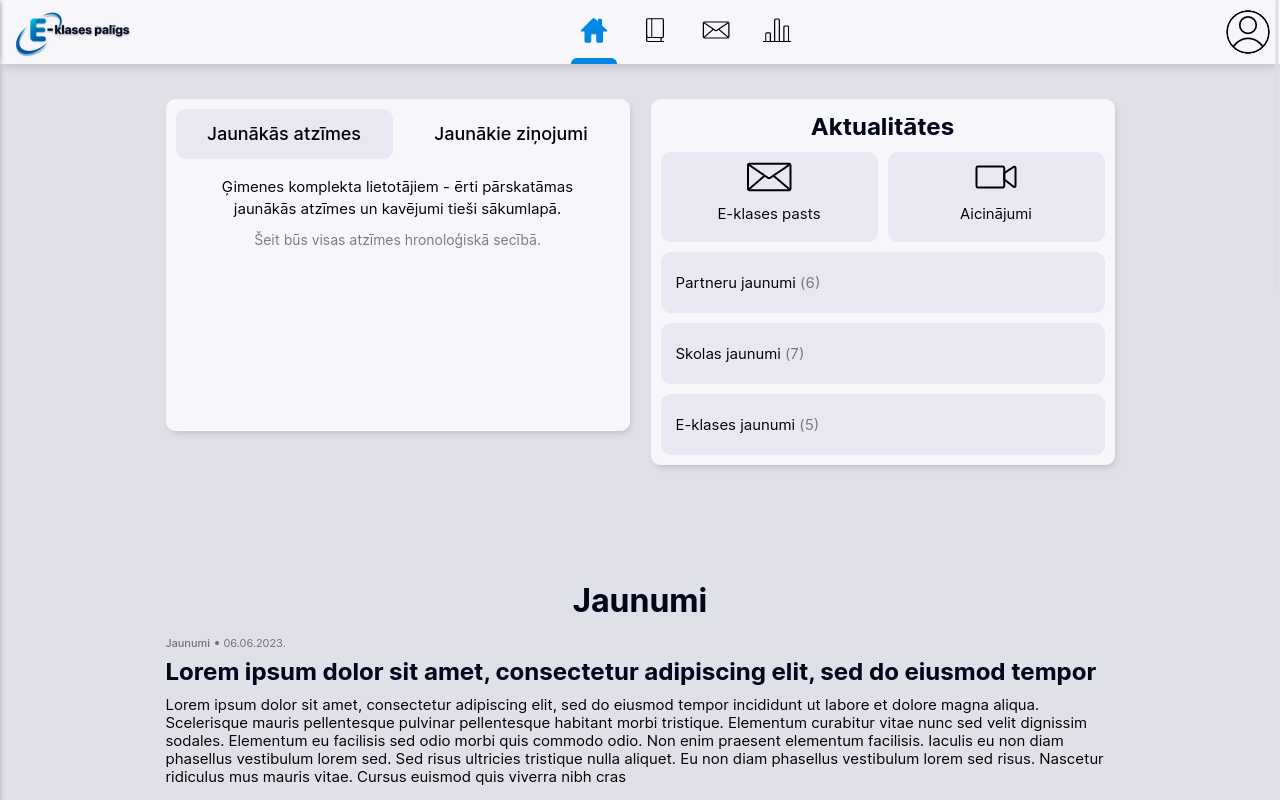 E-klases palīgs
Jaunākās atzīmes
Jaunākie ziņojumi
Ģimenes komplekta lietotājiem - ērti pārskatāmas
jaunākās atzīmes un kavējumi tieši sākumlapā.
Šeit būs visas atzīmes hronoloģiskā secībā.
Aktualitātes
E-klases pasts
Aicinājumi
Partneru jaunumi (6)
Skolas jaunumi (7)
E-klases jaunumi (5)
Jaunumi
Jaunumi • 06.06.2023.
Lorem ipsum dolor sit amet, consectetur adipiscing elit, sed do eiusmod tempor
Lorem ipsum dolor sit amet, consectetur adipiscing elit, sed do eiusmod tempor incididunt ut labore et dolore magna aliqua.
Scelerisque mauris pellentesque pulvinar pellentesque habitant morbi tristique. Elementum curabitur vitae nunc sed velit dignissim
sodales. Elementum eu facilisis sed odio morbi quis commodo odio. Non enim praesent elementum facilisis. Iaculis eu non diam
phasellus vestibulum lorem sed. Sed risus ultricies tristique nulla aliquet. Eu non diam phasellus vestibulum lorem sed risus. Nascetur
ridiculus mus mauris vitae. Cursus euismod quis viverra nibh cras